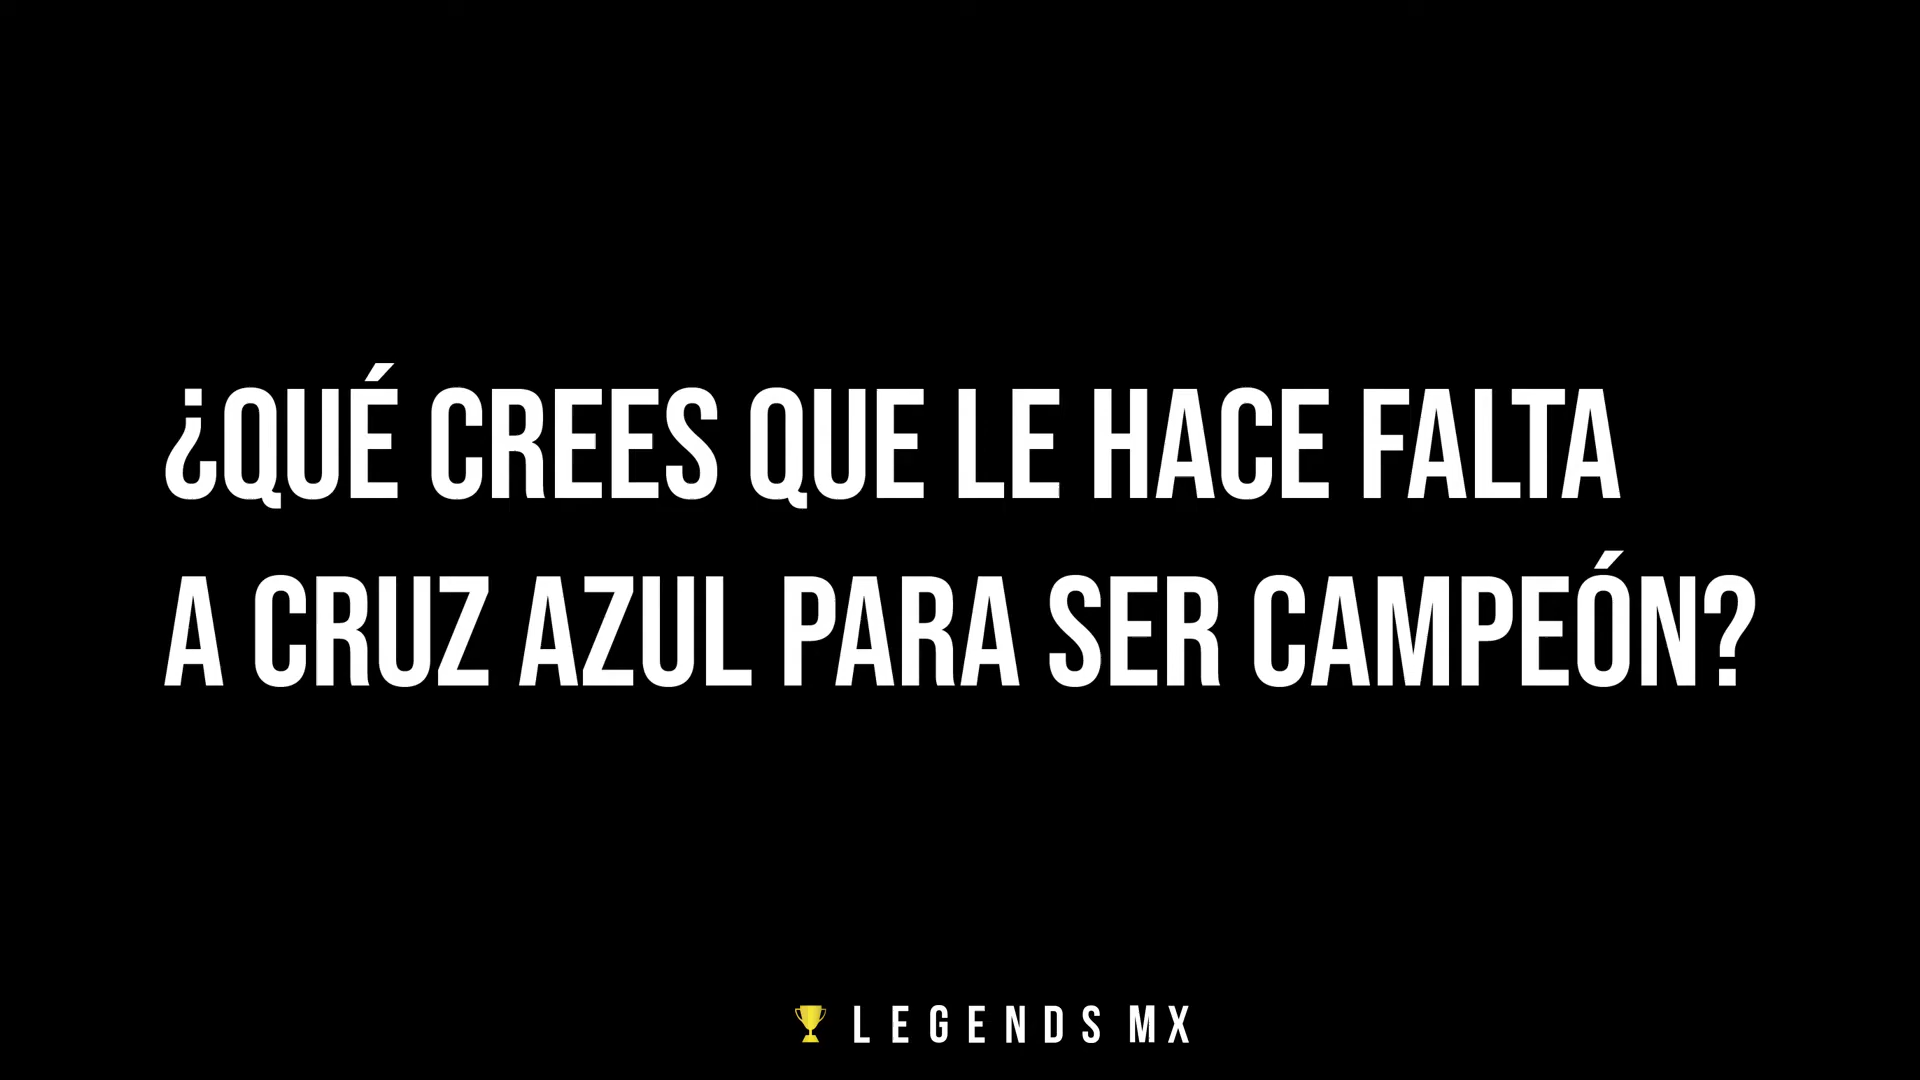 ¿QUÉ CREES QUE LE HACE FALTA
A CRUZ AZUL PARA SER CAMPEÓN?
LEGENDS MX